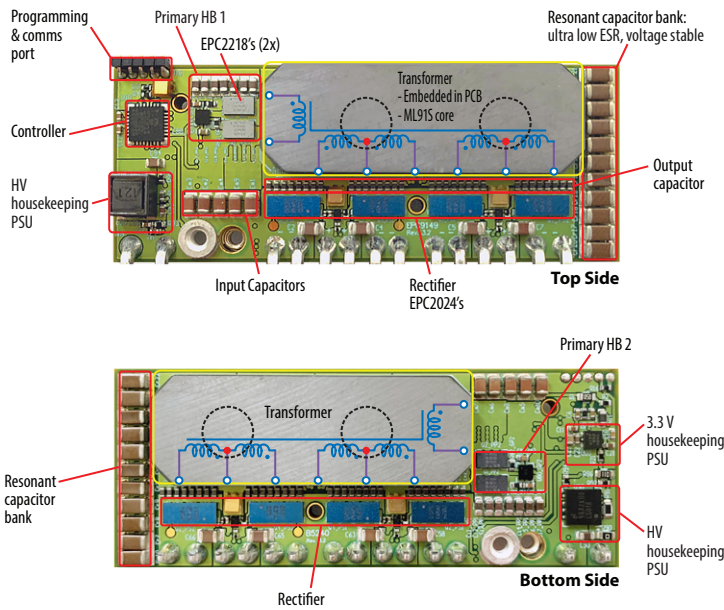 Programming
& comms
port
Primary HB 1
EPC2218's (2x)
Resonant capacitor bank:
ultra low ESR, voltage stable
Transformer
- Embedded in PCB
- ML91S core
Controller
HV
housekeeping
PSU
Output
capacitor
Input Capacitors
Rectifier
EPC2024's
Top Side
Primary HB 2
Transformer
3.3 V
housekeeping
PSU
Resonant
capacitor
bank
HV
housekeeping
PSU
Bottom Side
Rectifier